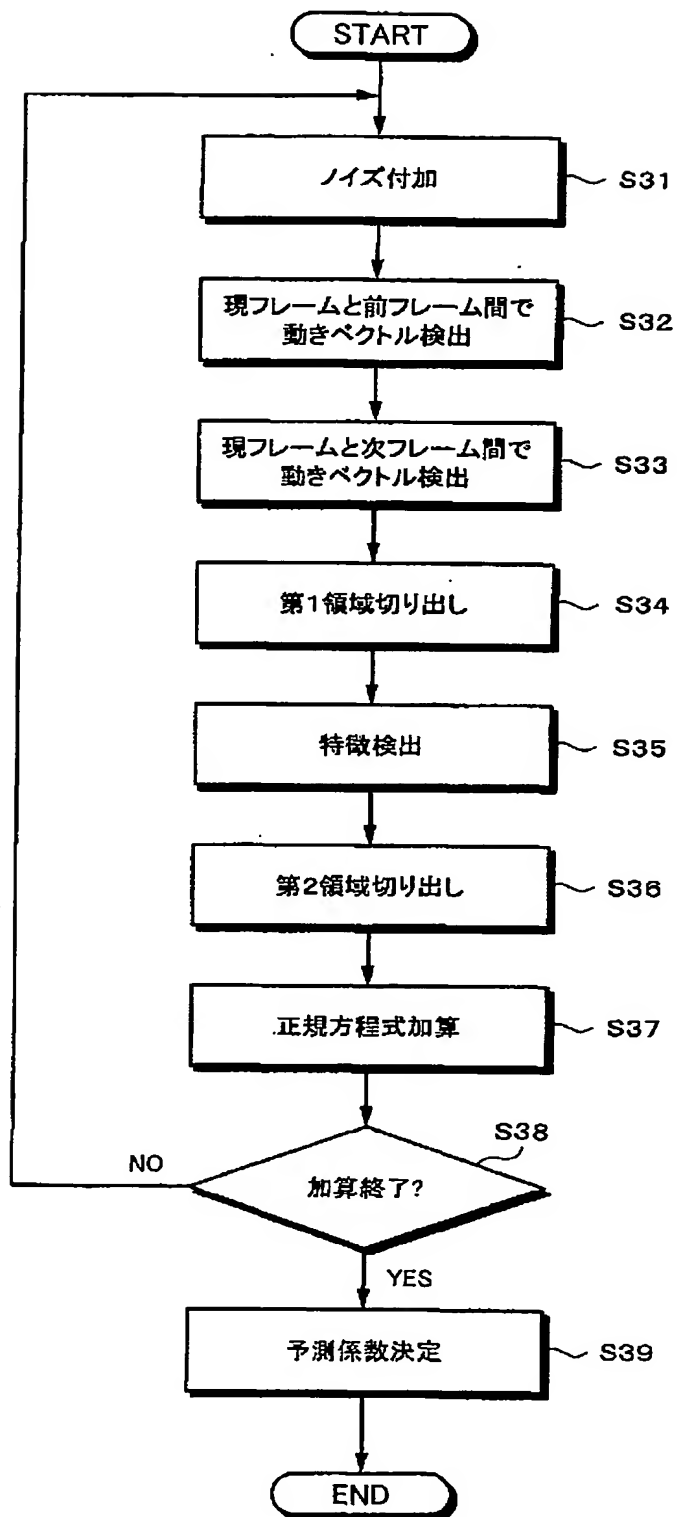 START
ノイズ付加
S31
現フレームと前フレーム間で
動きベクトル検出
S32
現フレームと次フレーム間で
動きベクトル検出
S33
第1領域切り出し
S34
特徴検出
S35
第2領域切り出し
S36
正規方程式加算
S37
S38
NO
加算終了?
YES
予測係数決定
S39
END